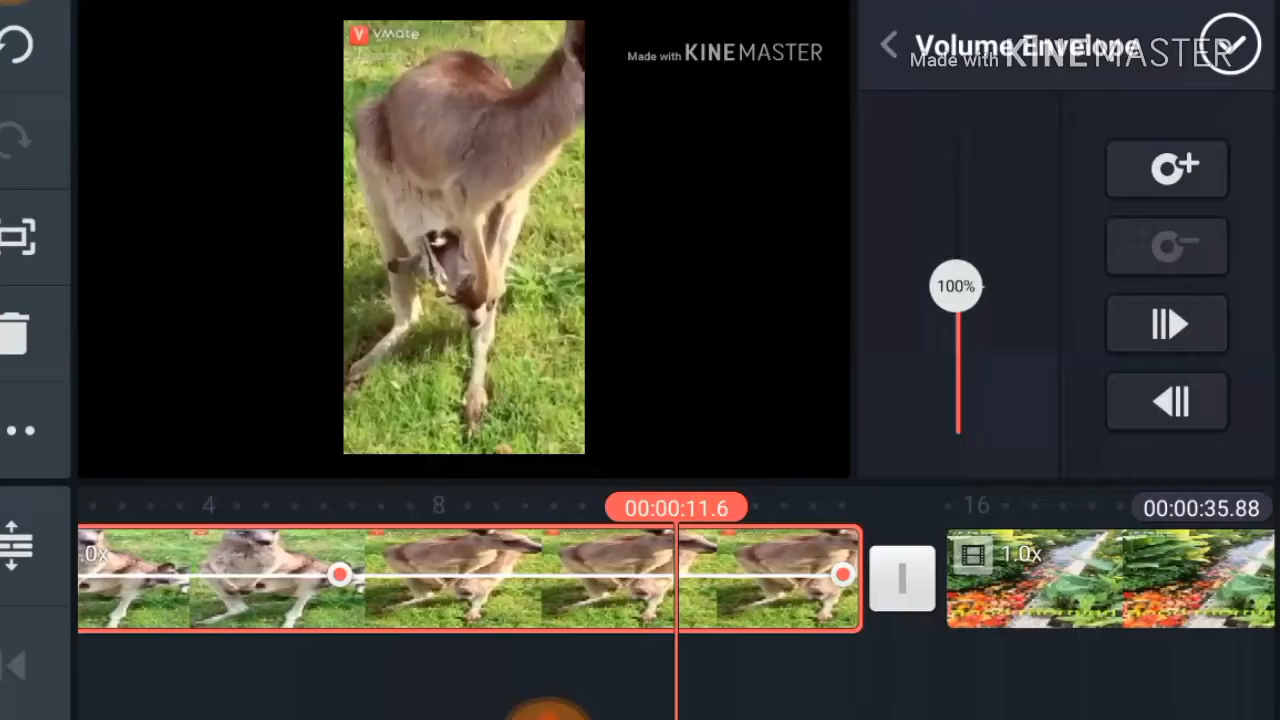 VMate
Made with KINEMASTER
Volume Envelope
Made with KINEMASTER
100%
4
8
00:00:11.6
16
00:00:35.88
.0x
1.0x